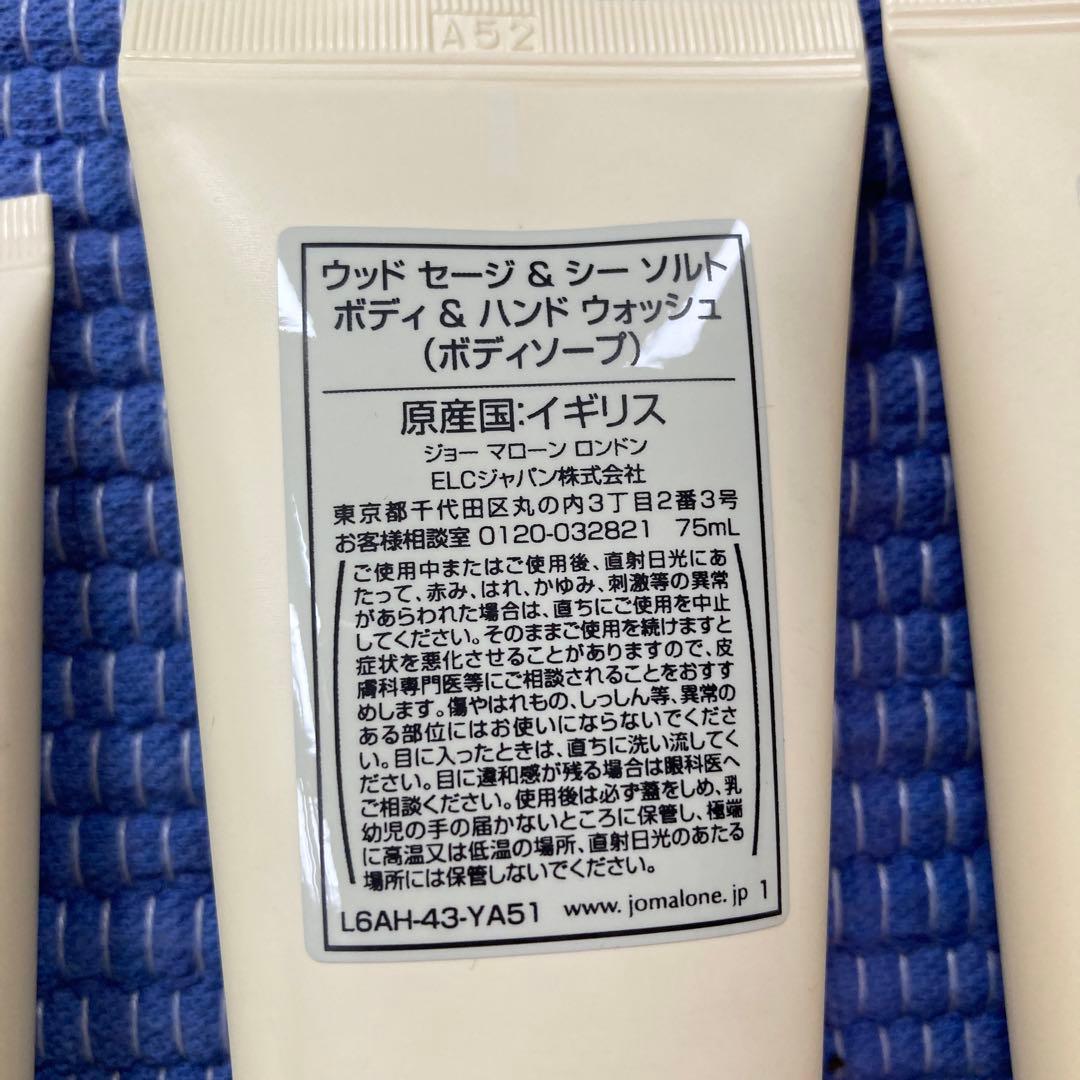 A52
ウッド セージ & シー ソルト
ボディ & ハンド ウォッシュ
(ボディソープ)
原産国:イギリス
ジョー マローン ロンドン
ELCジャパン株式会社
東京都千代田区丸の内3丁目2番3号
お客様相談室 0120-032821 75mL
ご使用中またはご使用後、直射日光にあ
たって、赤み、はれ、かゆみ、刺激等の異常
があらわれた場合は、直ちにご使用を中止
してください。そのままご使用を続けますと
症状を悪化させることがありますので、皮
膚科専門医等にご相談されることをおすす
めします。傷やはれもの、しっしん等、異常の
ある部位にはお使いにならないでくださ
い。目に入ったときは、直ちに洗い流してく
ださい。目に違和感が残る場合は眼科医へ
ご相談ください。使用後は必ず蓋をしめ、乳
幼児の手の届かないところに保管し、極端
に高温又は低温の場所、直射日光のあたる
場所には保管しないでください。
L6AH-43-YA51 www. jomalone. jp 1